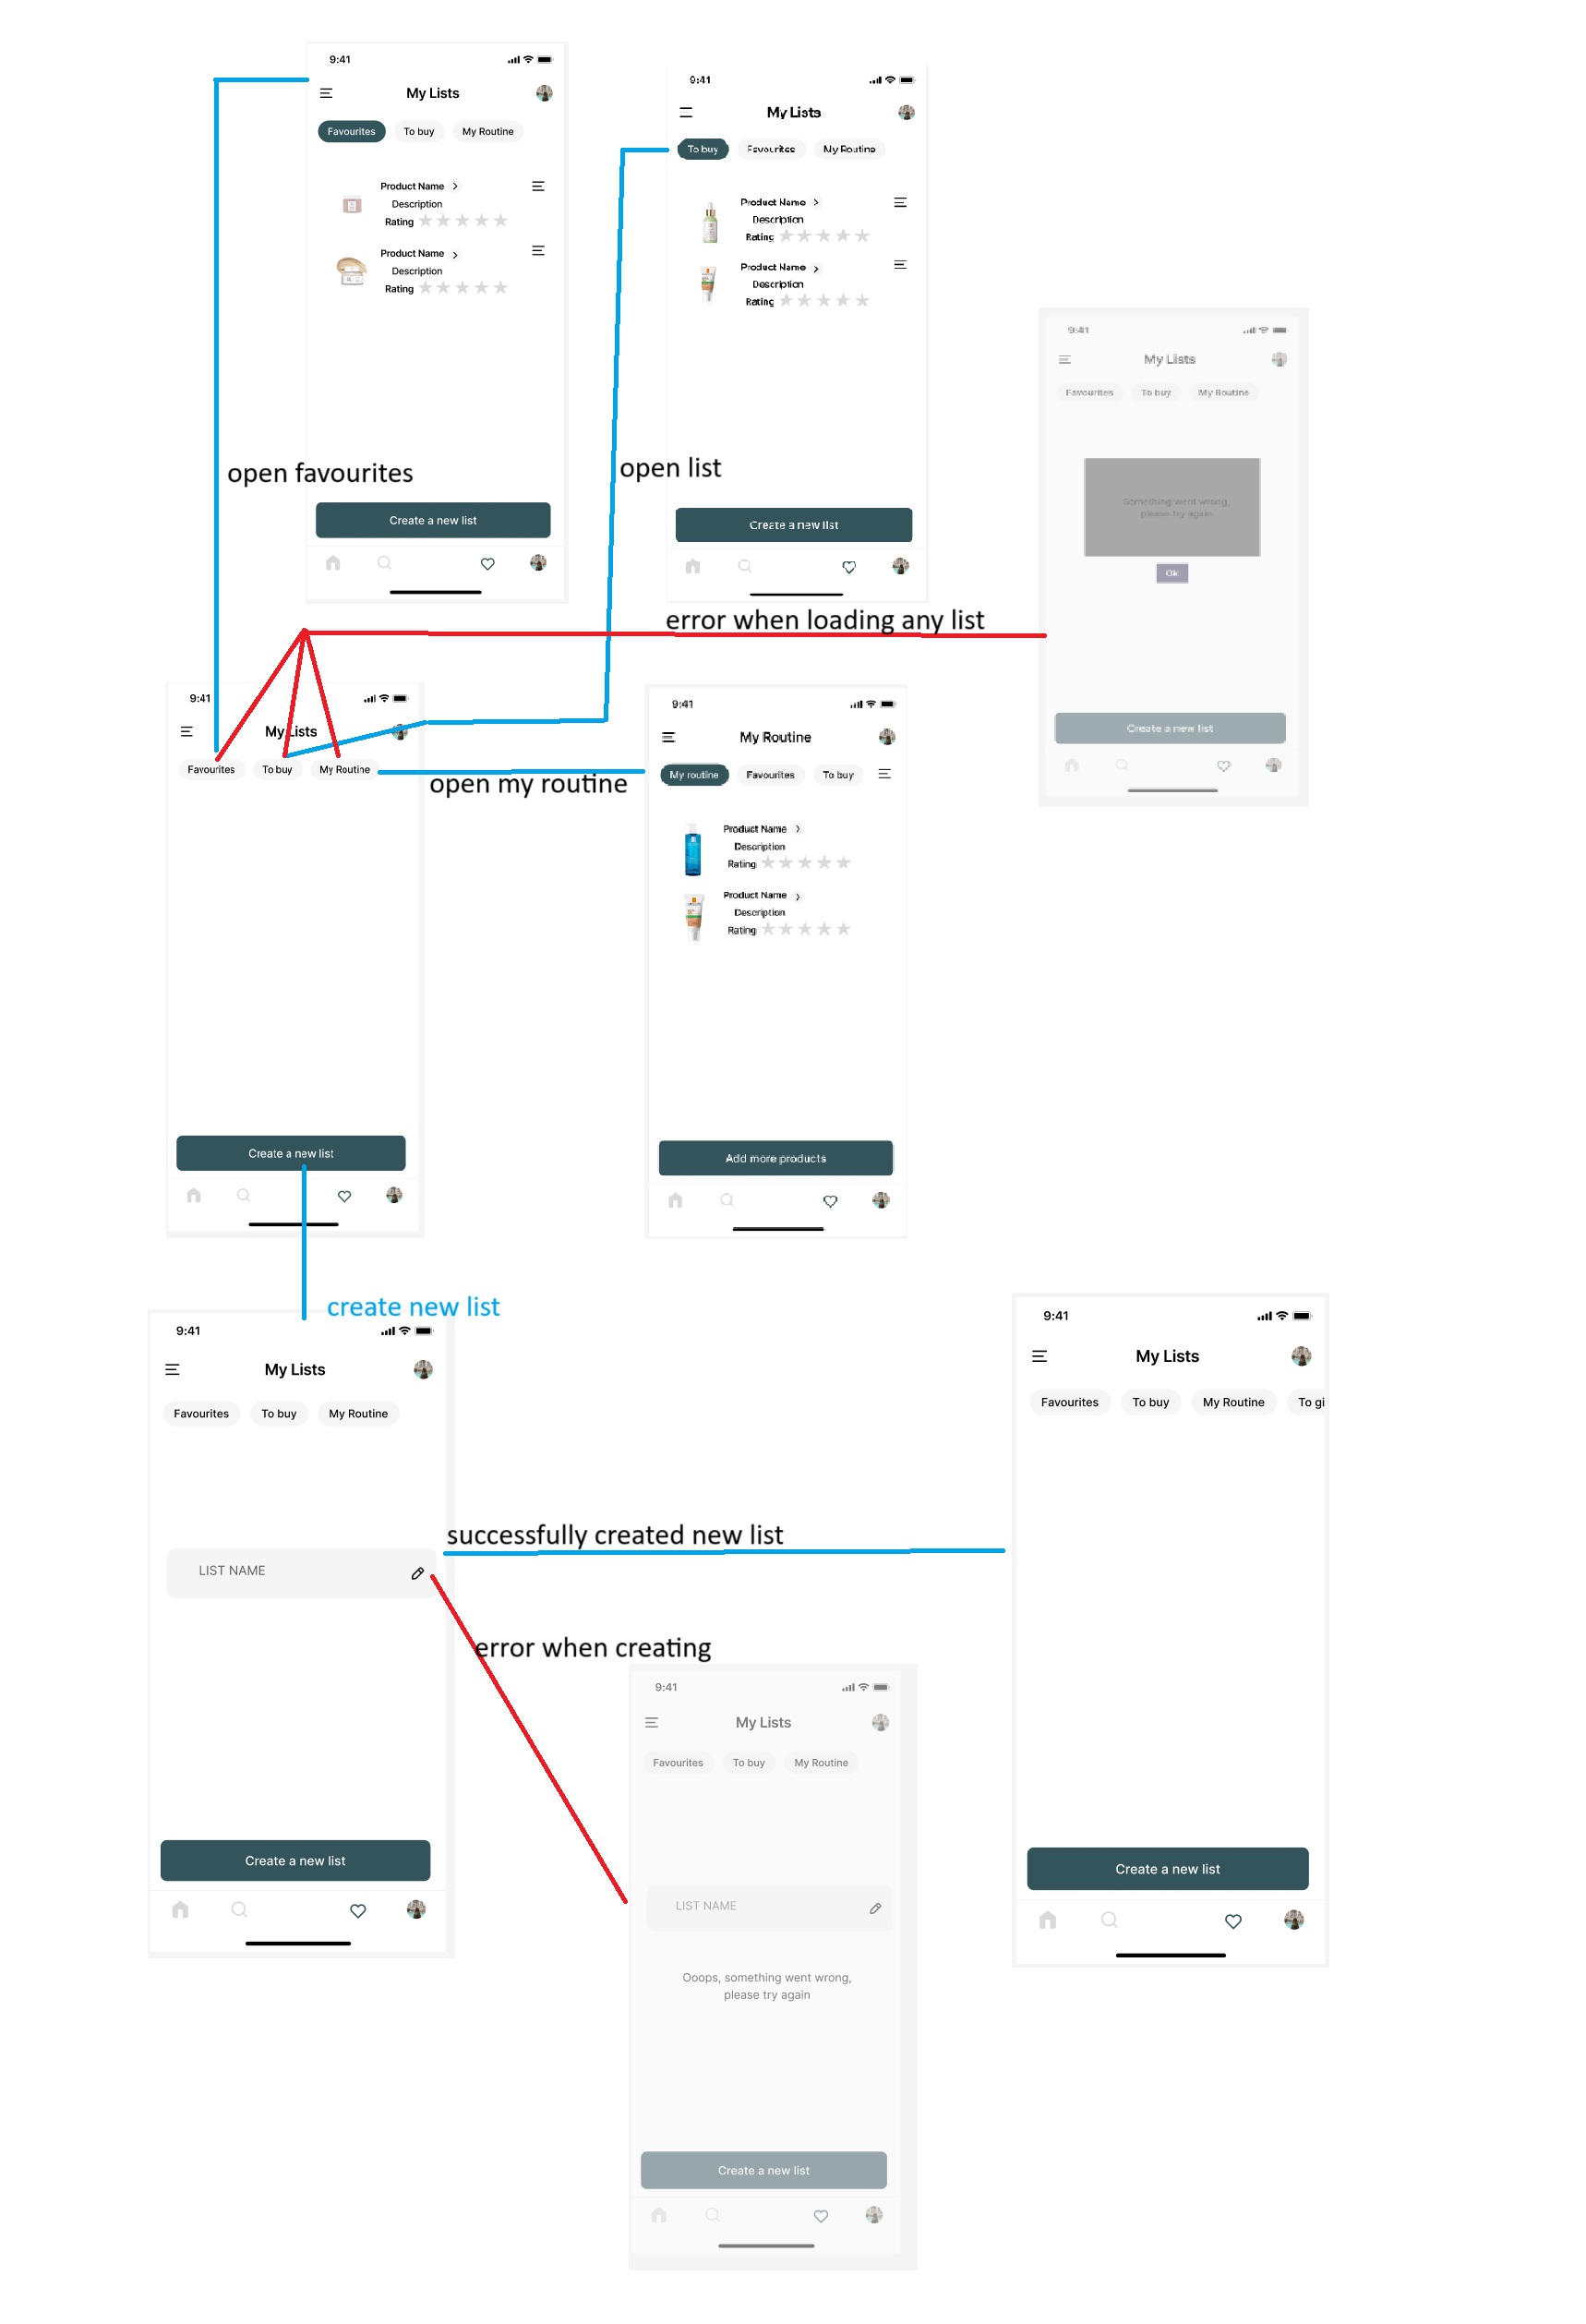 9:41
My Lists
Favourites To buy My Routine
Product Name
Description
Rating
Product Name
Description
Rating
open favourites
Create a new list
9:41
My Lists
To buy Favourites My Routine
Product Name
Description
Rating
Product Name
Description
Rating
open list
Create a new list
9:41
My Lists
Favourites To buy My Routine
Something went wrong,
please try again.
Ok
Create a new list
error when loading any list
9:41
My Lists
Favourites To buy My Routine
Create a new list
open my routine
9:41
My Routine
My routine Favourites To buy
Product Name
Description
Rating
Product Name
Description
Rating
Add more products
create new list
9:41
My Lists
Favourites To buy My Routine
LIST NAME
Create a new list
successfully created new list
9:41
My Lists
Favourites To buy My Routine To gi
Create a new list
error when creating
9:41
My Lists
Favourites To buy My Routine
LIST NAME
Ooops, something went wrong,
please try again
Create a new list